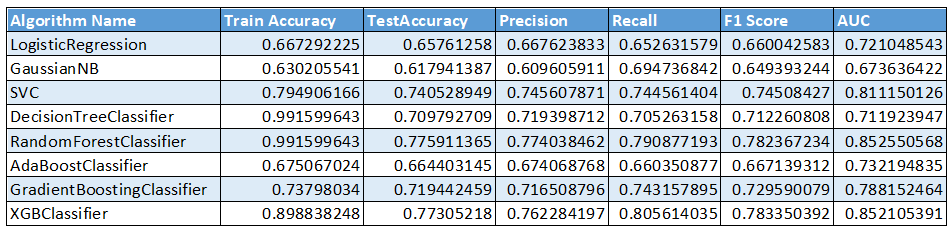 Algorithm Name Train Accuracy TestAccuracy Precision Recall F1 Score AUC
LogisticRegression 0.667292225 0.65761258 0.667623833 0.652631579 0.660042583 0.721048543
GaussianNB 0.630205541 0.617941387 0.609605911 0.694736842 0.649393244 0.673636422
SVC 0.794906166 0.740528949 0.745607871 0.744561404 0.74508427 0.811150126
DecisionTreeClassifier 0.991599643 0.709792709 0.719398712 0.705263158 0.712260808 0.711923947
RandomForestClassifier 0.991599643 0.775911365 0.774038462 0.790877193 0.782367234 0.852550568
AdaBoostClassifier 0.675067024 0.664403145 0.674068768 0.660350877 0.667139312 0.732194835
GradientBoostingClassifier 0.73798034 0.719442459 0.716508796 0.743157895 0.729590079 0.788152464
XGBClassifier 0.898838248 0.77305218 0.762284197 0.805614035 0.783350392 0.852105391